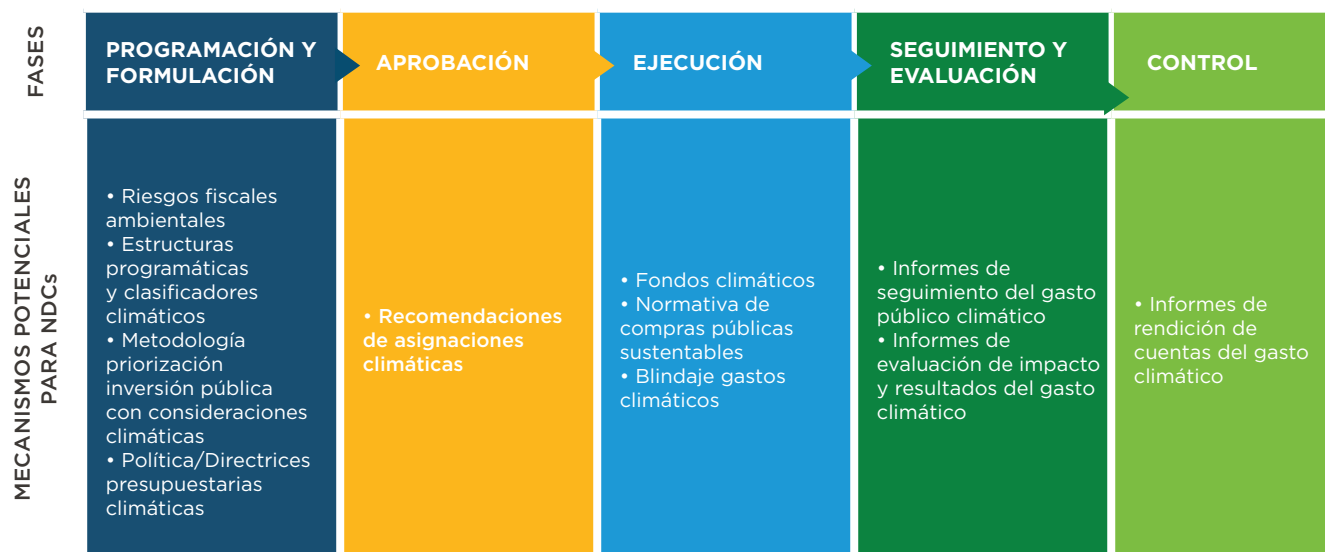 FASES
PROGRAMACIÓN Y
FORMULACIÓN
APROBACIÓN
EJECUCIÓN
SEGUIMIENTO Y
EVALUACIÓN
CONTROL
MECANISMOS POTENCIALES
PARA NDCs
• Riesgos fiscales
ambientales
• Estructuras
programáticas
y clasificadores
climáticos
• Metodología
priorización
inversión pública
con consideraciones
climáticas
• Política/Directrices
presupuestarias
climáticas
• Recomendaciones
de asignaciones
climáticas
• Fondos climáticos
• Normativa de
compras públicas
sustentables
• Blindaje gastos
climáticos
• Informes de
seguimiento del gasto
público climático
• Informes de
evaluación de impacto
y resultados del gasto
climático
• Informes de
rendición de
cuentas del gasto
climático